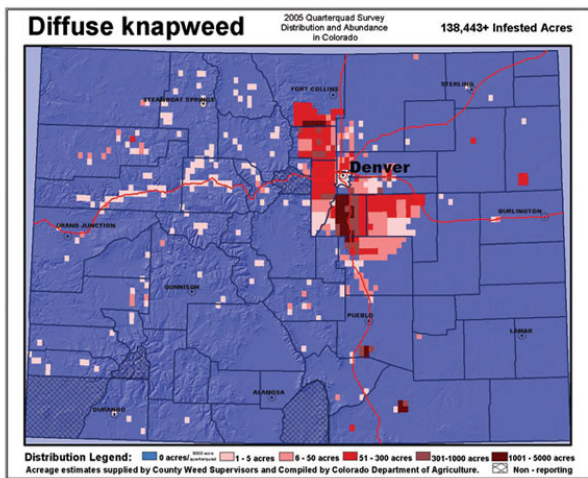 Diffuse knapweed
2005 Quarterquad Survey
Distribution and Abundance
in Colorado
138,443+ Infested Acres
FORT COLLINS
STERLING
STEAMBOAT SPRINGS
Denver
BURLINGTON
GRAND JUNCTION
GUNNISON
PUEBLO
LAMAR
ALAMOSA
DURANGO
Distribution Legend: 0 acres/ 1 - 5 acres 6 - 50 acres 51 - 300 acres 301-1000 acres 1001 - 5000 acres
Acreage estimates supplied by County Weed Supervisors and Compiled by Colorado Department of Agriculture. Non - reporting